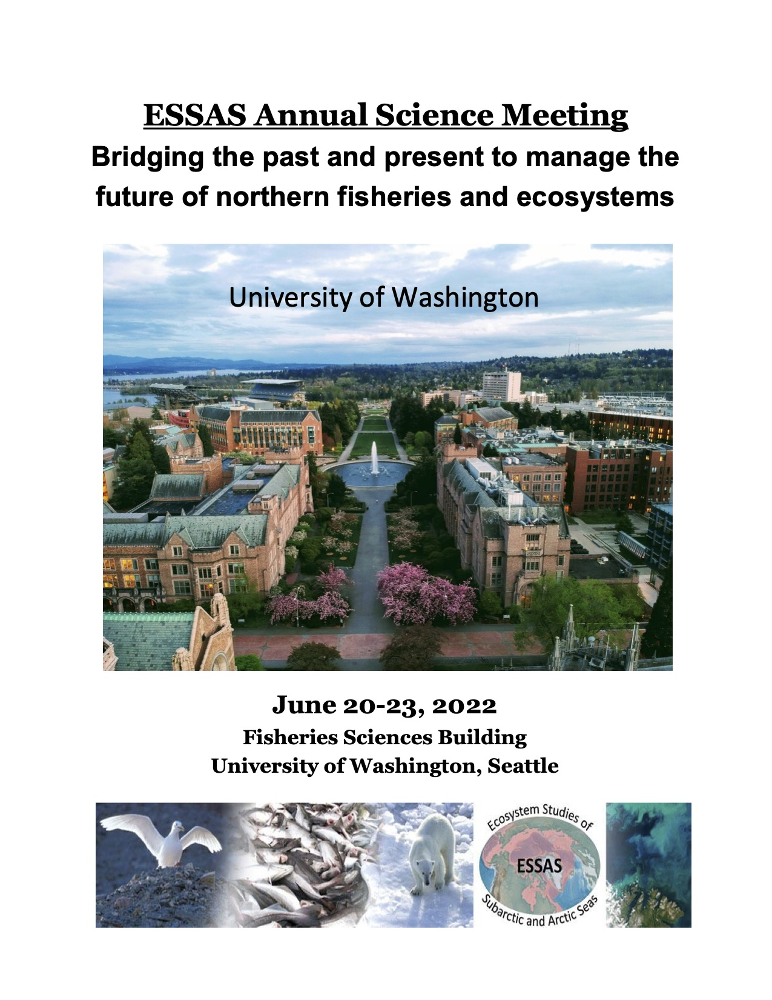 ESSAS Annual Science Meeting
Bridging the past and present to manage the
future of northern fisheries and ecosystems
University of Washington
June 20-23, 2022
Fisheries Sciences Building
University of Washington, Seattle
Ecosystem Studies of
ESSAS
Subarctic and Arctic Seas